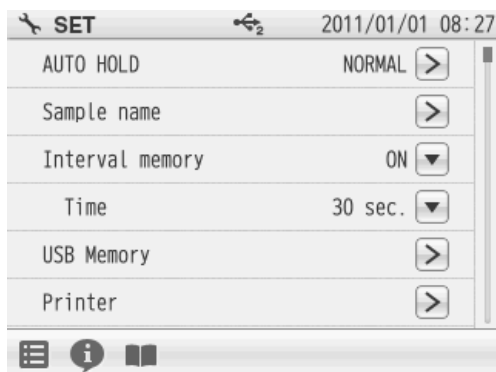 SET 2 2011/01/01 08:27
AUTO HOLD NORMAL
Sample name
Interval memory ON
Time 30 sec.
USB Memory
Printer